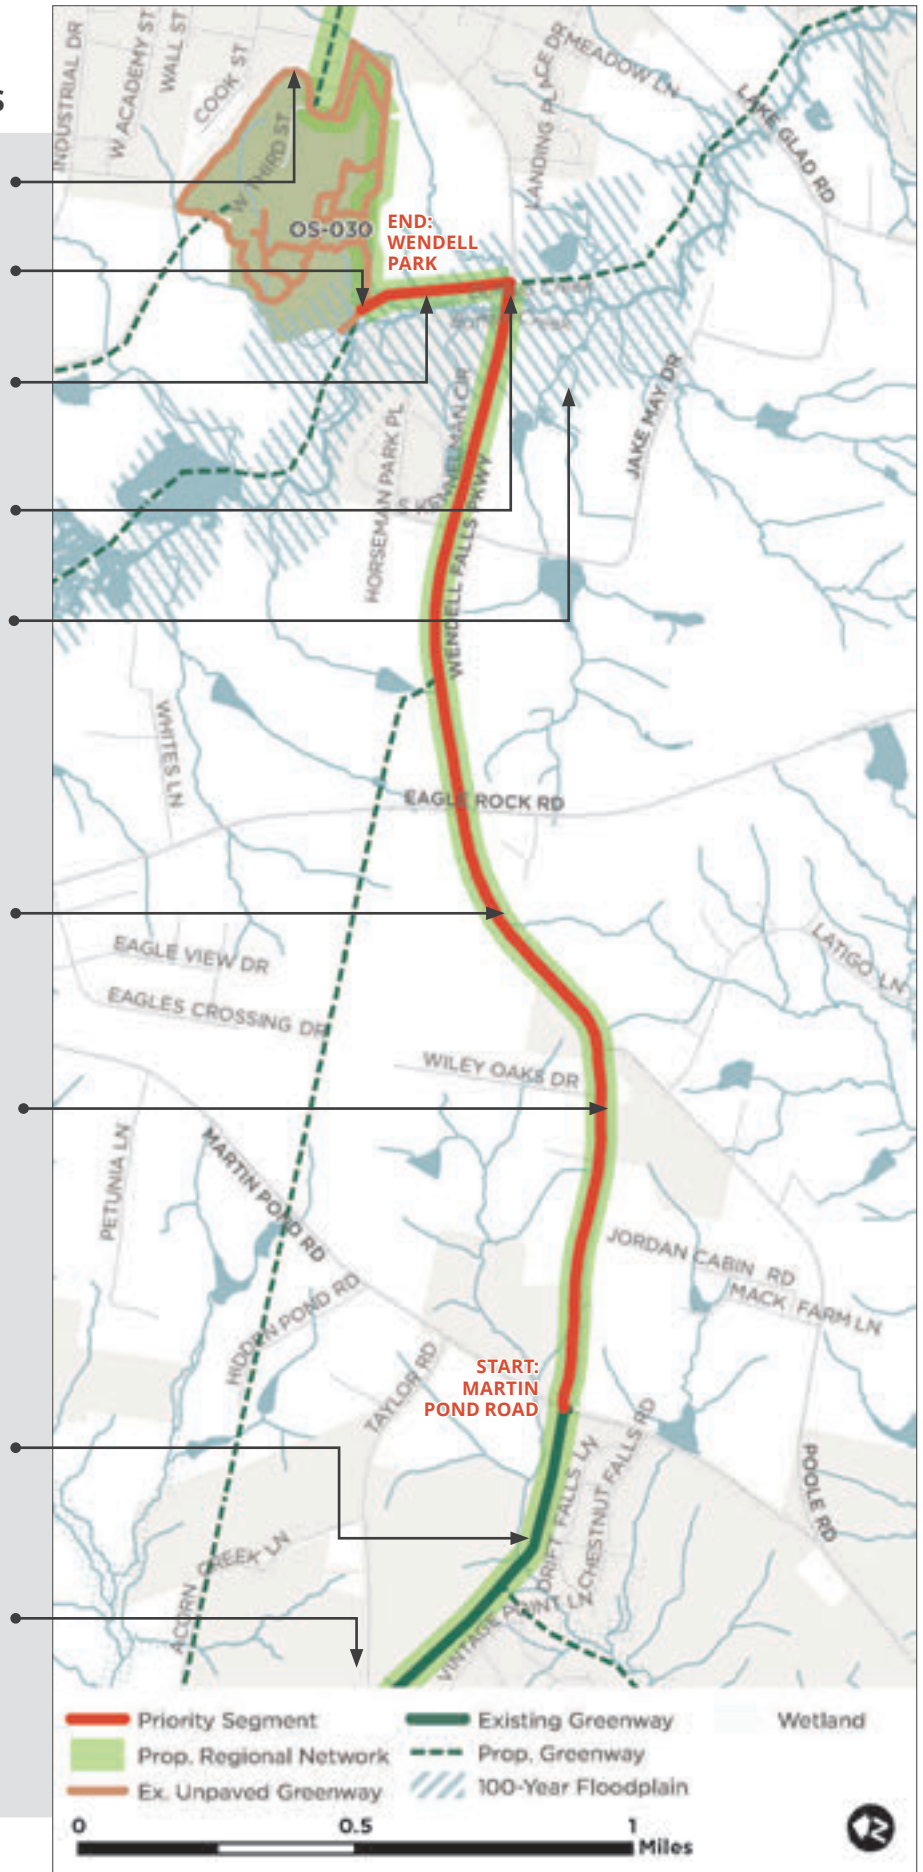 S
INDUSTRIAL DR
W ACADEMY ST
WALL ST
COOK ST
W THIRD ST
LANDING PLACE DR
MEADOW LN
LAKE GLAD RD
OS-030
END:
WENDELL
PARK
HORSEMAN PARK PL
WENDELL FALLS PKWY
JAKE MAY DR
WHITES LN
EAGLE ROCK RD
EAGLE VIEW DR
EAGLES CROSSING DR
LATIGO LN
WILEY OAKS DR
PETUNIA LN
MARTIN POND RD
JORDAN CABIN RD
MACK FARM LN
HIDDEN POND RD
TAYLOR RD
START:
MARTIN
POND ROAD
DRIFT FALLS LN
CHESTNUT FALLS RD
POOLE RD
ACORN CREEK LN
VINTAGE POINT LN
Priority Segment
Existing Greenway
Wetland
Prop. Regional Network
Prop. Greenway
Ex. Unpaved Greenway
100-Year Floodplain
0 0.5 1
Miles
N